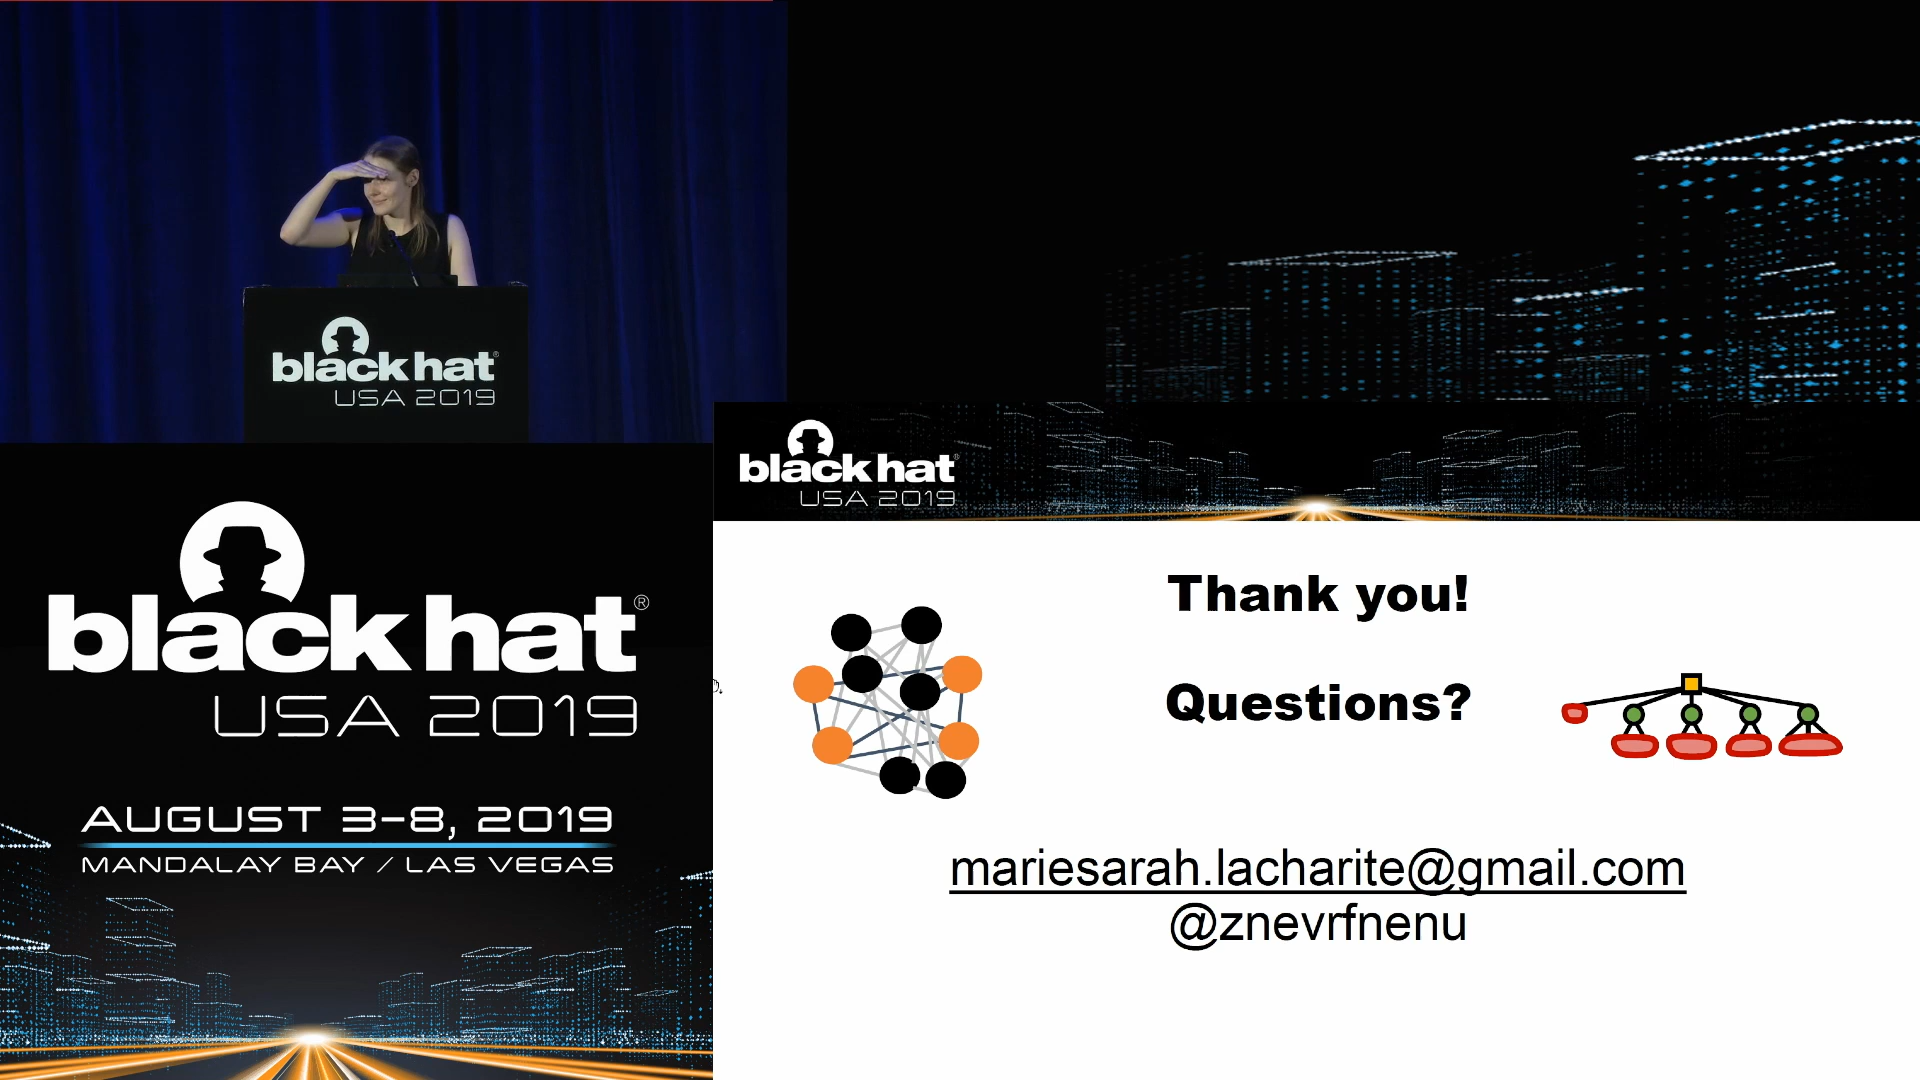 black hat®
USA 2019
black hat®
USA 2019
AUGUST 3-8, 2019
MANDALAY BAY / LAS VEGAS
black hat®
USA 2019
Thank you!
Questions?
mariesarah.lacharite@gmail.com
@znevrfnenu